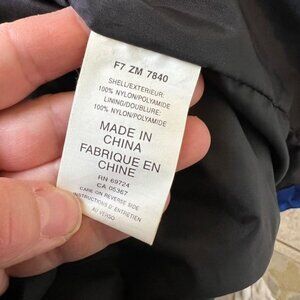 F7 ZM 7840
SHELL/EXTERIEUR:
100% NYLON/POLYAMIDE
LINING/DOUBLURE:
100% NYLON/POLYAMIDE
MADE IN
CHINA
FABRIQUE EN
CHINE
RN 69724
CA 05367
CARE ON REVERSE SIDE
INSTRUCTIONS D'ENTRETIEN
AU VERSO